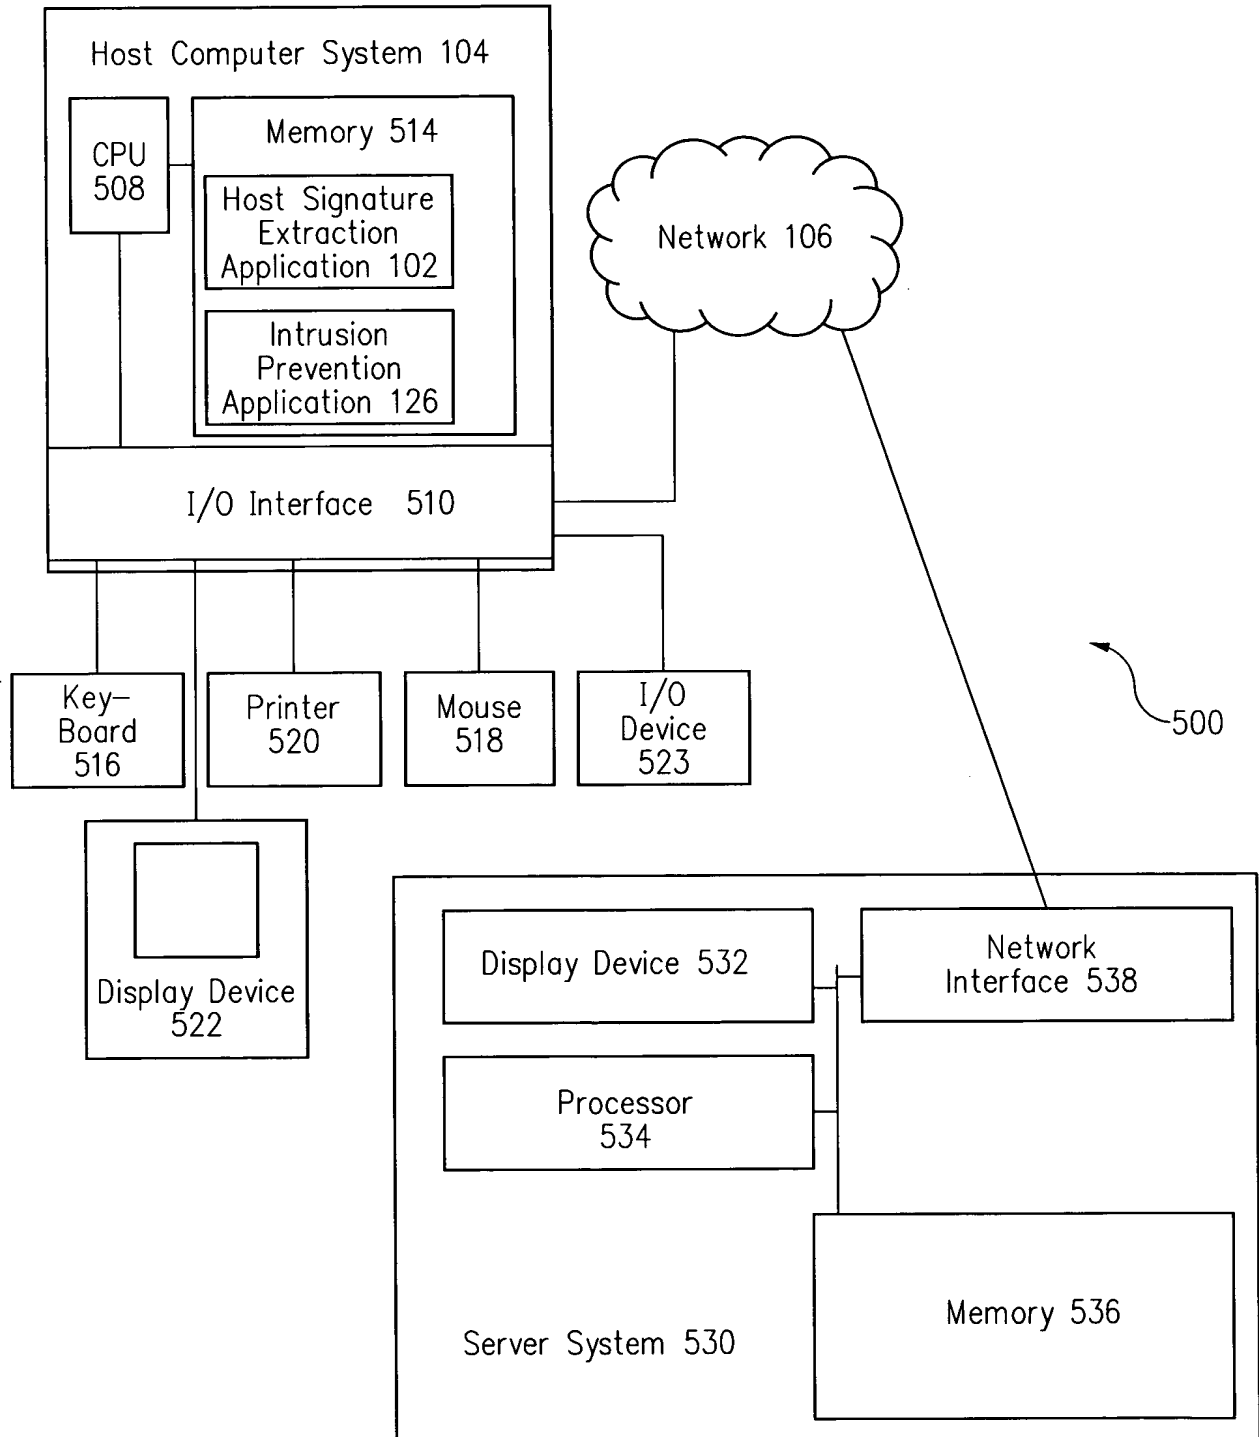 Host Computer System 104
CPU
508
Memory 514
Host Signature
Extraction
Application 102
Intrusion
Prevention
Application 126
Network 106
I/O Interface 510
Key-
Board
516
Printer
520
Mouse
518
I/O
Device
523
500
Display Device
522
Display Device 532
Network
Interface 538
Processor
534
Memory 536
Server System 530